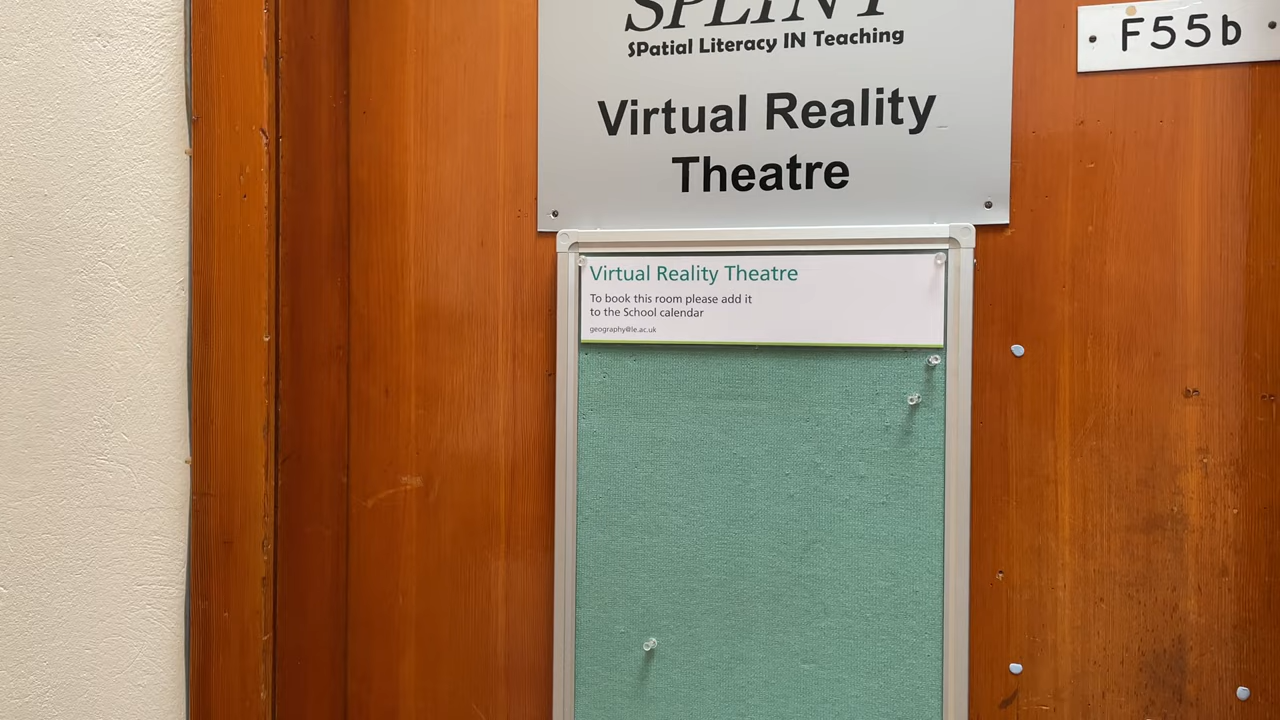 SPLINT
SPatial Literacy IN Teaching
F55b
Virtual Reality
Theatre
Virtual Reality Theatre
To book this room please add it
to the School calendar
geography@le.ac.uk